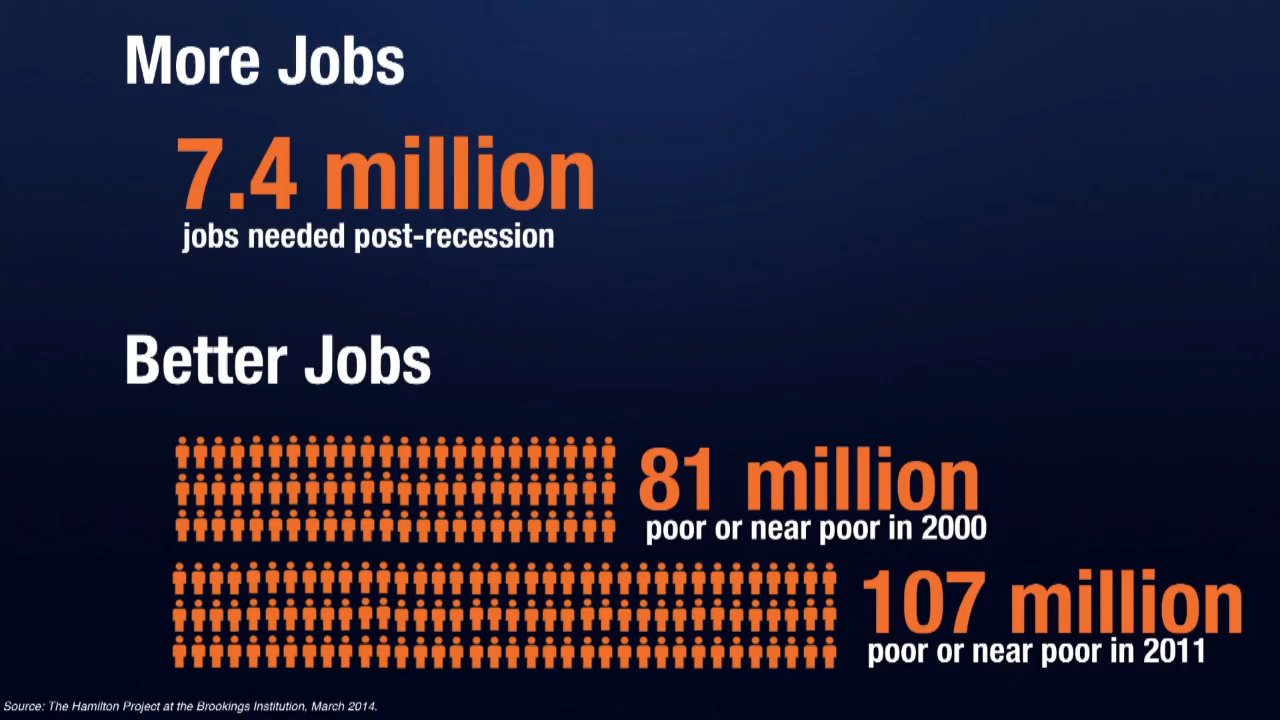 More Jobs
7.4 million
jobs needed post-recession
Better Jobs
81 million
poor or near poor in 2000
107 million
poor or near poor in 2011
Source: The Hamilton Project at the Brookings Institution, March 2014.